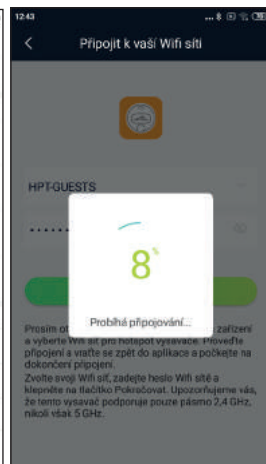 12:43
Připojit k vaší Wifi síti
HPT-GUESTS
8%
Probíhá připojování...
Prosím ot zařízení
a vyberte Wifi síť pro hotspot vysavače. Proveďte
připojení a vraťte se zpět do aplikace a počkejte na
dokončení připojení.
Zvolte svoji Wifi síť, zadejte heslo Wifi sítě a
klepněte na tlačítko Pokračovat. Upozorňujeme vás,
že tento vysavač podporuje pouze pásmo 2,4 GHz,
nikoli však 5 GHz.